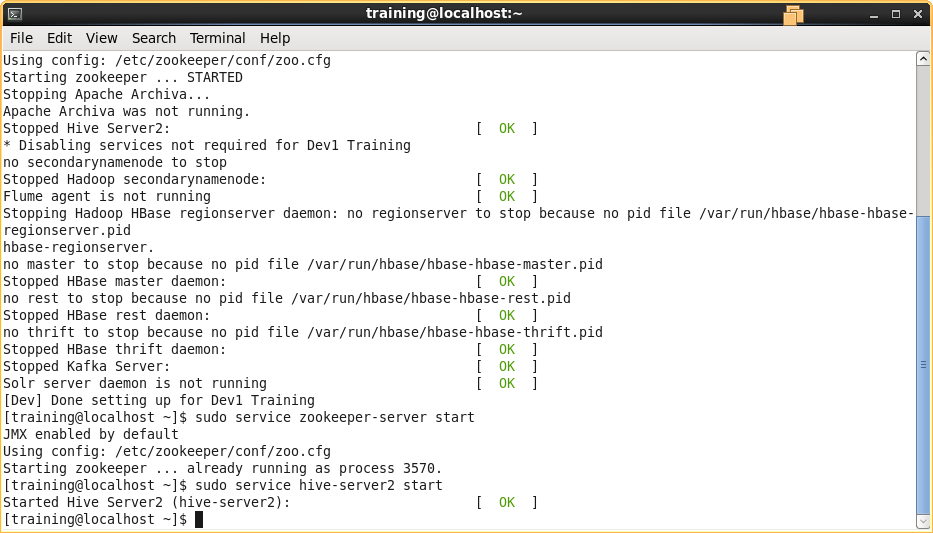 training@localhost:~
File Edit View Search Terminal Help
Using config: /etc/zookeeper/conf/zoo.cfg
Starting zookeeper ... STARTED
Stopping Apache Archiva...
Apache Archiva was not running.
Stopped Hive Server2: [ OK ]
* Disabling services not required for Dev1 Training
no secondarynamenode to stop
Stopped Hadoop secondarynamenode: [ OK ]
Flume agent is not running [ OK ]
Stopping Hadoop HBase regionserver daemon: no regionserver to stop because no pid file /var/run/hbase/hbase-hbase-
regionserver.pid
hbase-regionserver.
no master to stop because no pid file /var/run/hbase/hbase-hbase-master.pid
Stopped HBase master daemon: [ OK ]
no rest to stop because no pid file /var/run/hbase/hbase-hbase-rest.pid
Stopped HBase rest daemon: [ OK ]
no thrift to stop because no pid file /var/run/hbase/hbase-hbase-thrift.pid
Stopped HBase thrift daemon: [ OK ]
Stopped Kafka Server: [ OK ]
Solr server daemon is not running [ OK ]
[Dev] Done setting up for Dev1 Training
[training@localhost ~]$ sudo service zookeeper-server start
JMX enabled by default
Using config: /etc/zookeeper/conf/zoo.cfg
Starting zookeeper ... already running as process 3570.
[training@localhost ~]$ sudo service hive-server2 start
Started Hive Server2 (hive-server2): [ OK ]
[training@localhost ~]$